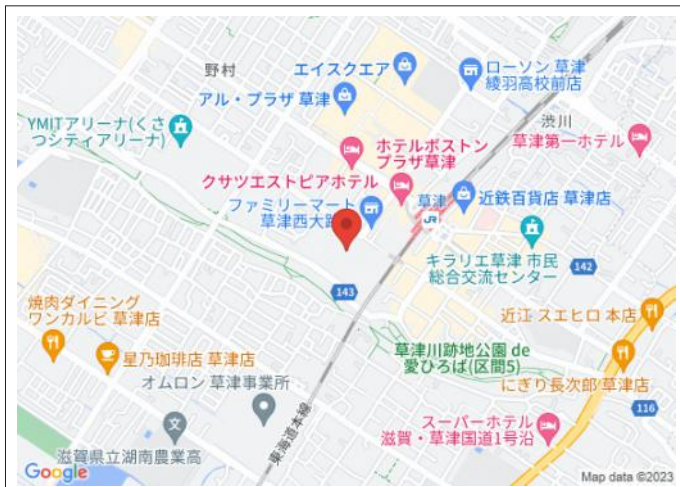 野村
エイスクエア
アル・プラザ 草津
ローソン 草津
綾羽高校前店
渋川
YMITアリーナ(くさ
つシティアリーナ)
ホテルボストン
プラザ草津
草津第一ホテル
クサツエストピアホテル
草津
近鉄百貨店 草津店
ファミリーマート
草津西大路
JR
キラリエ草津 市民
総合交流センター
142
143
焼肉ダイニング
ワンカルビ 草津店
近江 スエヒロ 本店
星乃珈琲店 草津店
草津川跡地公園 de
愛ひろば(区間5)
オムロン 草津事業所
にぎり長次郎 草津店
116
東海道本線
文
スーパーホテル
滋賀・草津国道1号沿
滋賀県立湖南農業高
Google
Map data ©2023